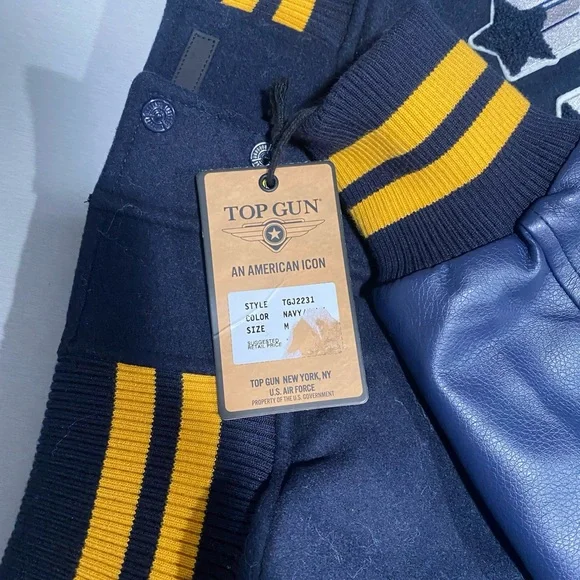 TOP GUN
AN AMERICAN ICON
STYLE TGJ2231
COLOR NAVY/
SIZE M
SUGGESTED
RETAIL PRICE
TOP GUN NEW YORK, NY
U.S. AIR FORCE
PROPERTY OF THE U.S. GOVERNMENT